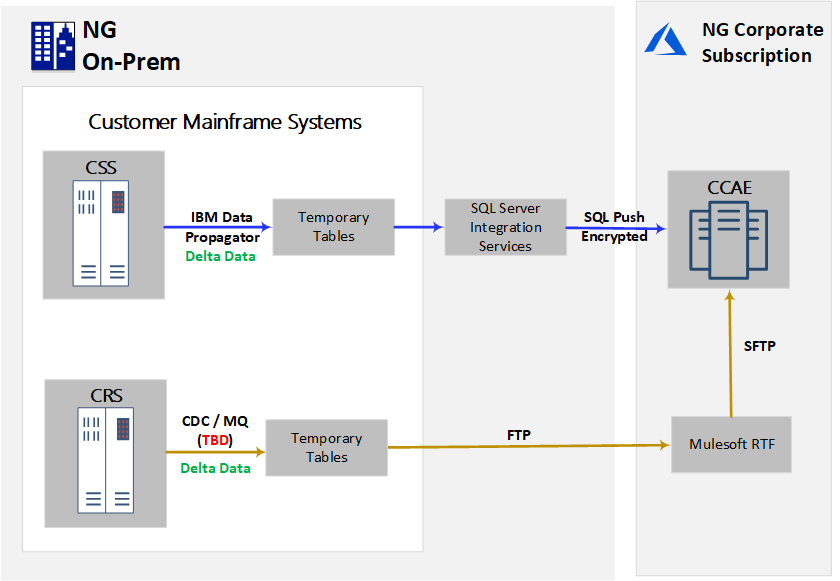 NG
On-Prem
NG Corporate
Subscription
Customer Mainframe Systems
CSS
IBM Data
Propagator
Delta Data
Temporary
Tables
SQL Server
Integration
Services
SQL Push
Encrypted
CCAE
SFTP
CRS
CDC / MQ
(TBD)
Delta Data
Temporary
Tables
FTP
Mulesoft RTF